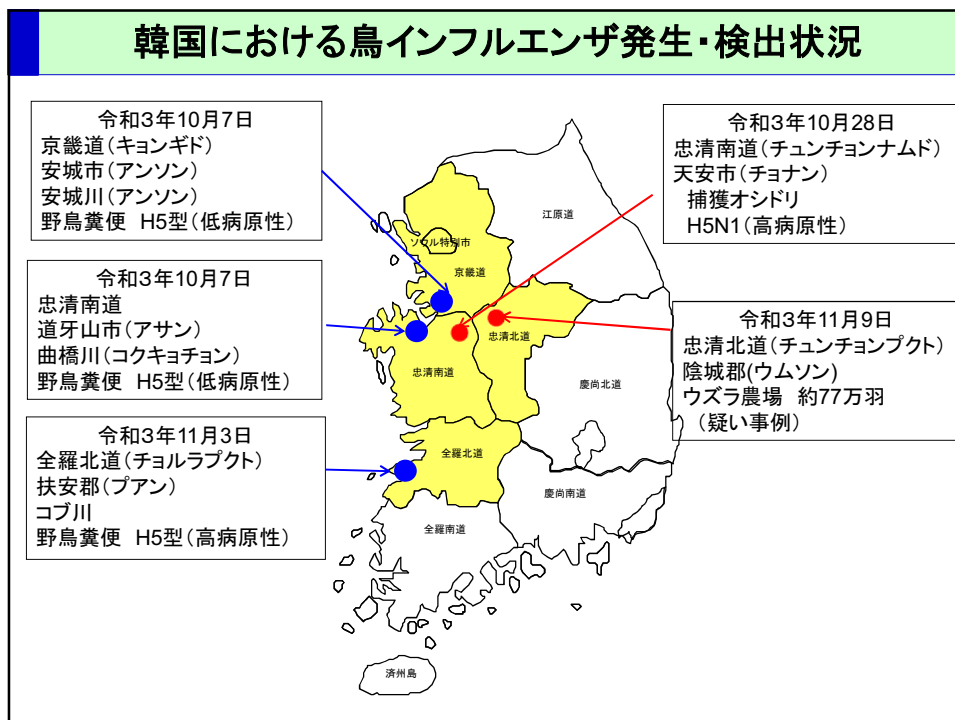 韓国における鳥インフルエンザ発生・検出状況
令和3年10月7日
京畿道(キョンギド)
安城市(アンソン)
安城川(アンソン)
野鳥糞便 H5型(低病原性)
令和3年10月7日
忠清南道
道牙山市(アサン)
曲橋川(コクキョチョン)
野鳥糞便 H5型(低病原性)
令和3年11月3日
全羅北道(チョルラプクト)
扶安郡(プアン)
コブ川
野鳥糞便 H5型(高病原性)
令和3年10月28日
忠清南道(チュンチョンナムド)
天安市(チョナン)
捕獲オシドリ
H5N1(高病原性)
令和3年11月9日
忠清北道(チュンチョンプクト)
陰城郡(ウムソン)
ウズラ農場 約77万羽
(疑い事例)
江原道
ソウル特別市
京畿道
忠清北道
忠清南道
慶尚北道
全羅北道
慶尚南道
全羅南道
済州島